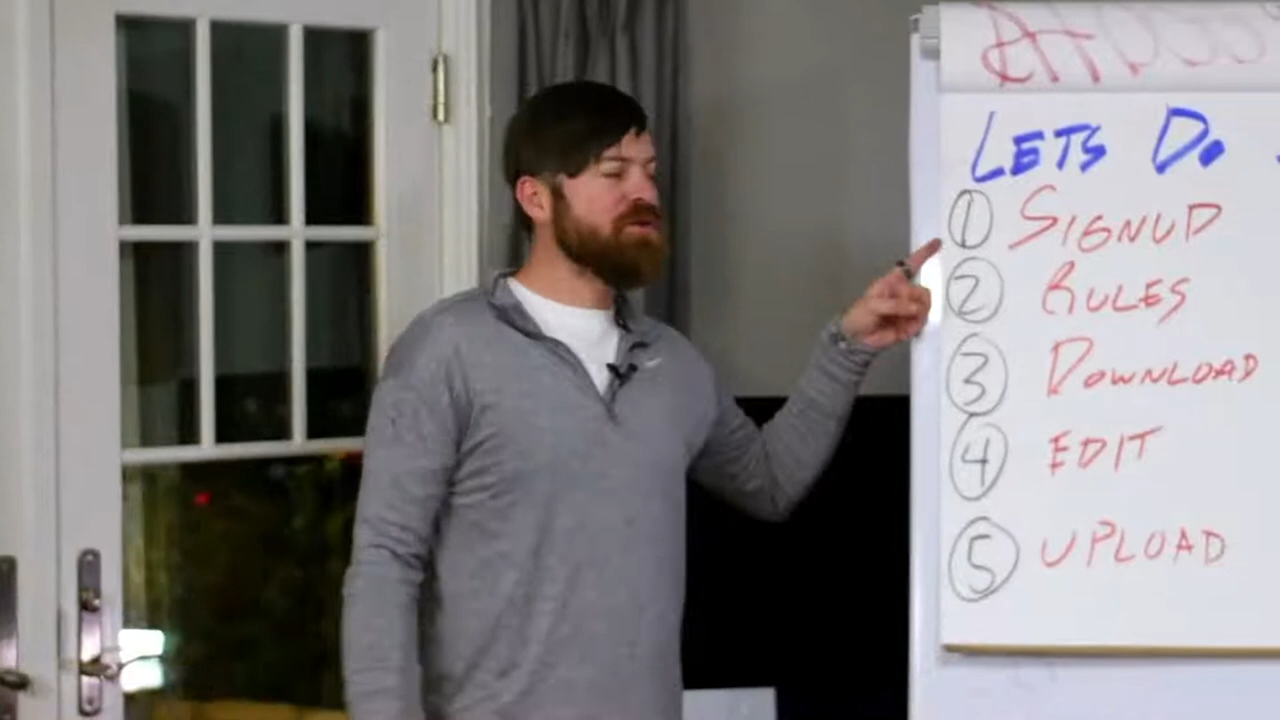 LETS DO
① SIGNUP
② RULES
③ DOWNLOAD
④ EDIT
⑤ UPLOAD